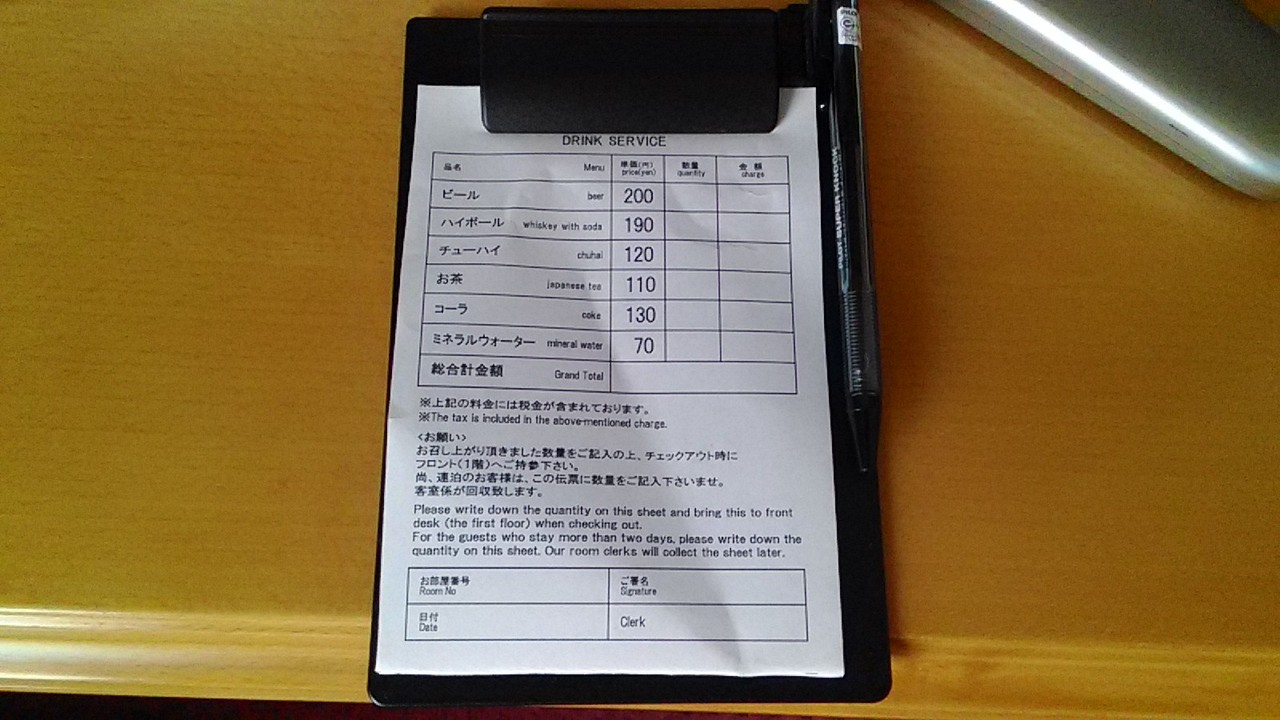 DRINK SERVICE
品名 Menu 単価(円) price(yen) 数量 quantity 金額 charge
ビール beer 200
ハイボール whiskey with soda 190
チューハイ chuhai 120
お茶 japanese tea 110
コーラ coke 130
ミネラルウォーター mineral water 70
総合計金額 Grand Total
※上記の料金には税金が含まれております。
※The tax is included in the above-mentioned charge.
<お願い>
お召し上がり頂きました数量をご記入の上、チェックアウト時に
フロント(1階)へご持参下さい。
尚、連泊のお客様は、この伝票に数量をご記入下さいませ。
客室係が回収致します。
Please write down the quantity on this sheet and bring this to front
desk (the first floor) when checking out.
For the guests who stay more than two days, please write down the
quantity on this sheet. Our room clerks will collect the sheet later.
お部屋番号 ご署名
Room No Signature
日付
Date Clerk
PILOT SUPER KNOCK